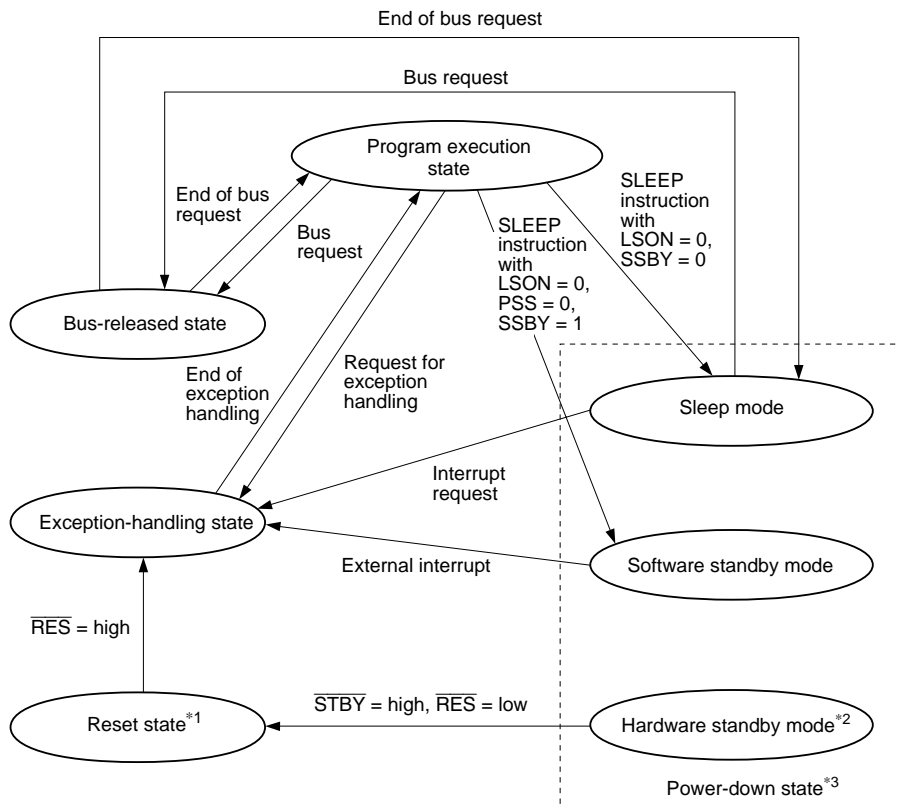 End of bus request
Bus request
Program execution
state
End of bus
request
Bus
request
SLEEP
instruction
with
LSON = 0,
PSS = 0,
SSBY = 1
SLEEP
instruction
with
LSON = 0,
SSBY = 0
Bus-released state
End of
exception
handling
Request for
exception
handling
Sleep mode
Interrupt
request
Exception-handling state
External interrupt
Software standby mode
R̅E̅S̅ = high
S̅T̅B̅Y̅ = high, R̅E̅S̅ = low
Reset state*1
Hardware standby mode*2
Power-down state*3